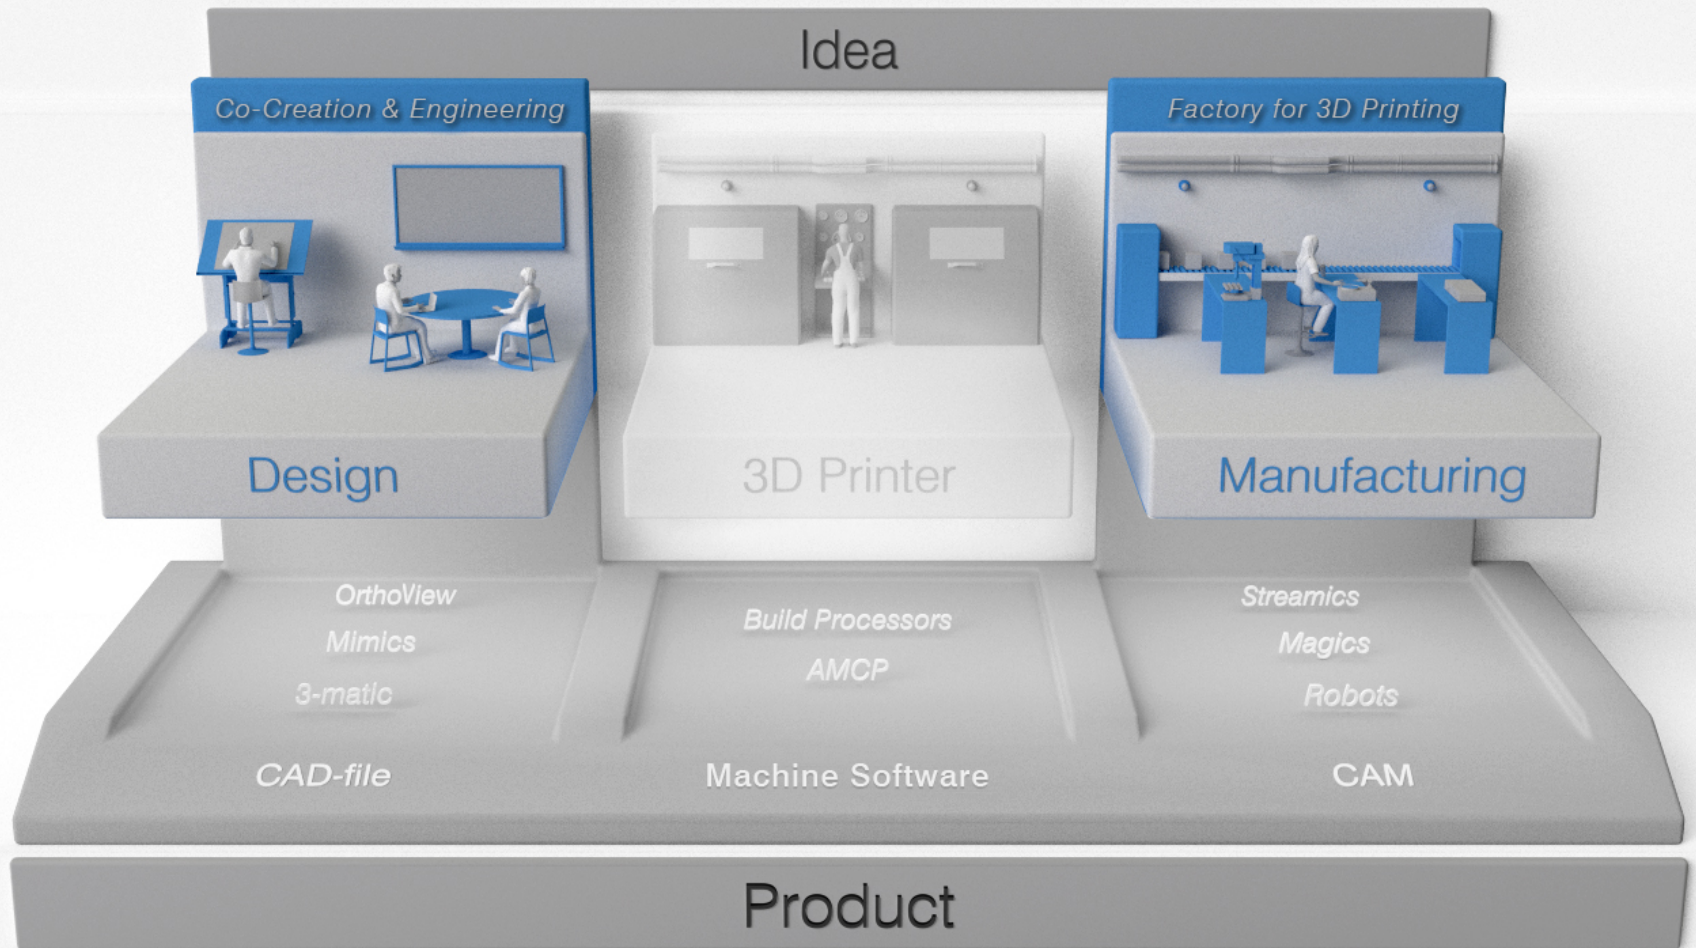 Idea
Co-Creation & Engineering
Factory for 3D Printing
Design
3D Printer
Manufacturing
OrthoView
Mimics
3-matic
Build Processors
AMCP
Streamics
Magics
Robots
CAD-file
Machine Software
CAM
Product